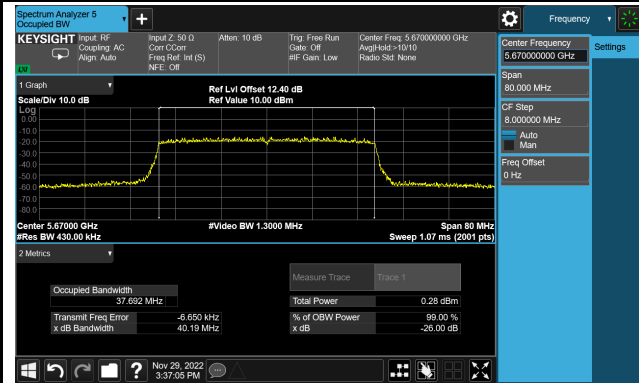 Spectrum Analyzer 5
Occupied BW
Frequency
KEYSIGHT
Input: RF
Coupling: AC
Align: Auto
Input Z: 50 Ω
Corr CCorr
Freq Ref: Int (S)
NFE: Off
Atten: 10 dB
Trig: Free Run
Gate: Off
#IF Gain: Low
Center Freq: 5.670000000 GHz
Avg|Hold:>10/10
Radio Std: None
LXI
Center Frequency
5.670000000 GHz
Settings
Span
80.000 MHz
CF Step
8.000000 MHz
Auto
Man
Freq Offset
0 Hz
1 Graph
Scale/Div 10.0 dB
Ref Lvl Offset 12.40 dB
Ref Value 10.00 dBm
Log
0.00
-10.0
-20.0
-30.0
-40.0
-50.0
-60.0
-70.0
-80.0
Center 5.67000 GHz
#Res BW 430.00 kHz
#Video BW 1.3000 MHz
Span 80 MHz
Sweep 1.07 ms (2001 pts)
2 Metrics
Measure Trace
Trace 1
Occupied Bandwidth
37.692 MHz
Total Power
0.28 dBm
Transmit Freq Error
-6.650 kHz
% of OBW Power
99.00 %
x dB Bandwidth
40.19 MHz
x dB
-26.00 dB
?
Nov 29, 2022
3:37:05 PM